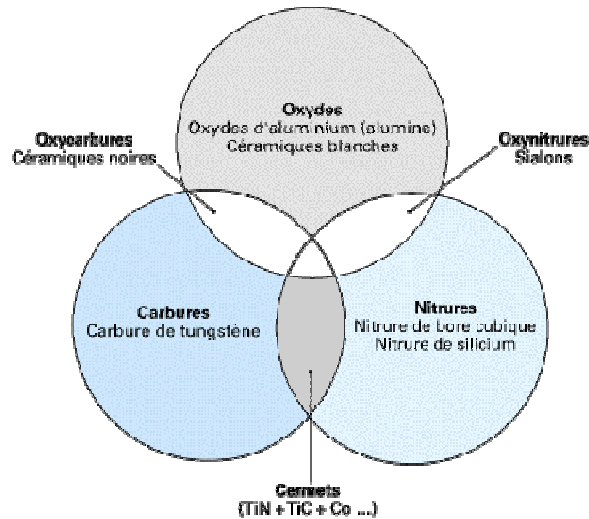 Oxydes
Oxydes d'aluminium (alumine)
Céramiques blanches
Oxycarbures
Céramiques noires
Oxynitrures
Sialons
Carbures
Carbure de tungstène
Nitrures
Nitrure de bore cubique
Nitrure de silicium
Cermets
(TiN + TiC + Co ...)